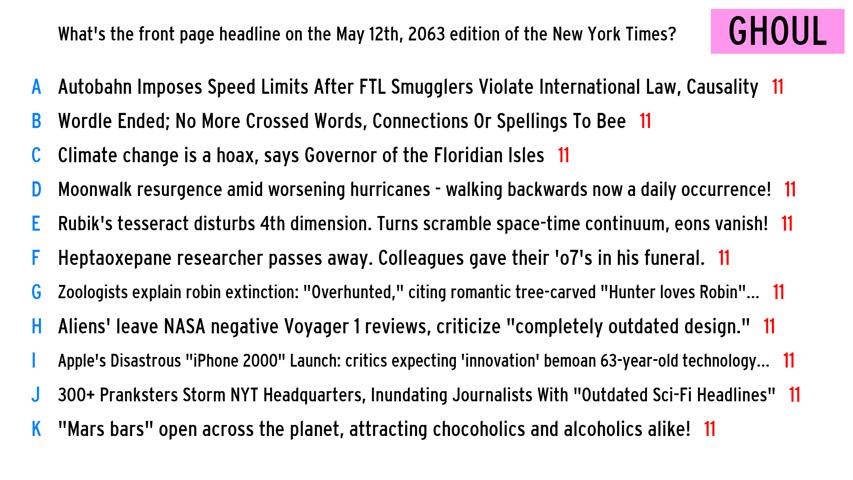 What's the front page headline on the May 12th, 2063 edition of the New York Times?
GHOUL
A Autobahn Imposes Speed Limits After FTL Smugglers Violate International Law, Causality 11
B Wordle Ended; No More Crossed Words, Connections Or Spellings To Bee 11
C Climate change is a hoax, says Governor of the Floridian Isles 11
D Moonwalk resurgence amid worsening hurricanes - walking backwards now a daily occurrence! 11
E Rubik's tesseract disturbs 4th dimension. Turns scramble space-time continuum, eons vanish! 11
F Heptaoxepane researcher passes away. Colleagues gave their 'o7's in his funeral. 11
G Zoologists explain robin extinction: "Overhunted," citing romantic tree-carved "Hunter loves Robin"... 11
H Aliens' leave NASA negative Voyager 1 reviews, criticize "completely outdated design." 11
I Apple's Disastrous "iPhone 2000" Launch: critics expecting 'innovation' bemoan 63-year-old technology... 11
J 300+ Pranksters Storm NYT Headquarters, Inundating Journalists With "Outdated Sci-Fi Headlines" 11
K "Mars bars" open across the planet, attracting chocoholics and alcoholics alike! 11